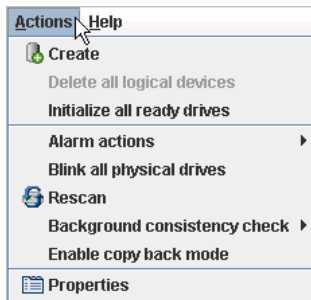 Actions Help
Create
Delete all logical devices
Initialize all ready drives
Alarm actions
Blink all physical drives
Rescan
Background consistency check
Enable copy back mode
Properties